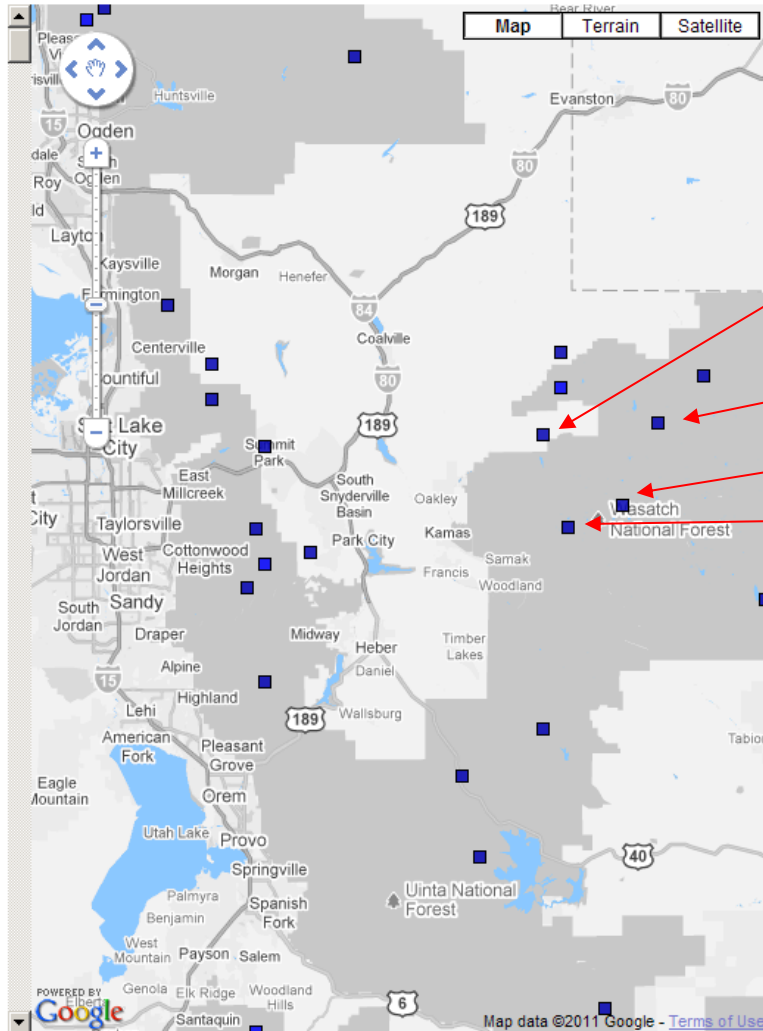 Bear River
Map Terrain Satellite
Huntsville
Evanston
80
15
Ogden
80
Roy
Ogden
189
Layton
Kaysville
Morgan
Henefer
84
Coalville
Centerville
80
Lake
City
189
Summit
Park
East
Millcreek
South
Snyderville
Basin
Oakley
City
Taylorsville
Kamas
Wasatch
National Forest
West
Jordan
Cottonwood
Heights
Park City
Francis
Samak
Woodland
South
Jordan
Sandy
Draper
Midway
Heber
Timber
Lakes
Alpine
Daniel
15
Highland
Lehi
189
Wallsburg
American
Fork
Pleasant
Grove
Eagle
Mountain
Orem
Utah Lake
Provo
Springville
40
Palmyra
Spanish
Fork
Uinta National
Forest
Benjamin
West
Mountain
Payson
Salem
Genola
Elk Ridge
Woodland
Hills
6
POWERED BY
Google
Santaquin
Map data ©2011 Google - Terms of Use